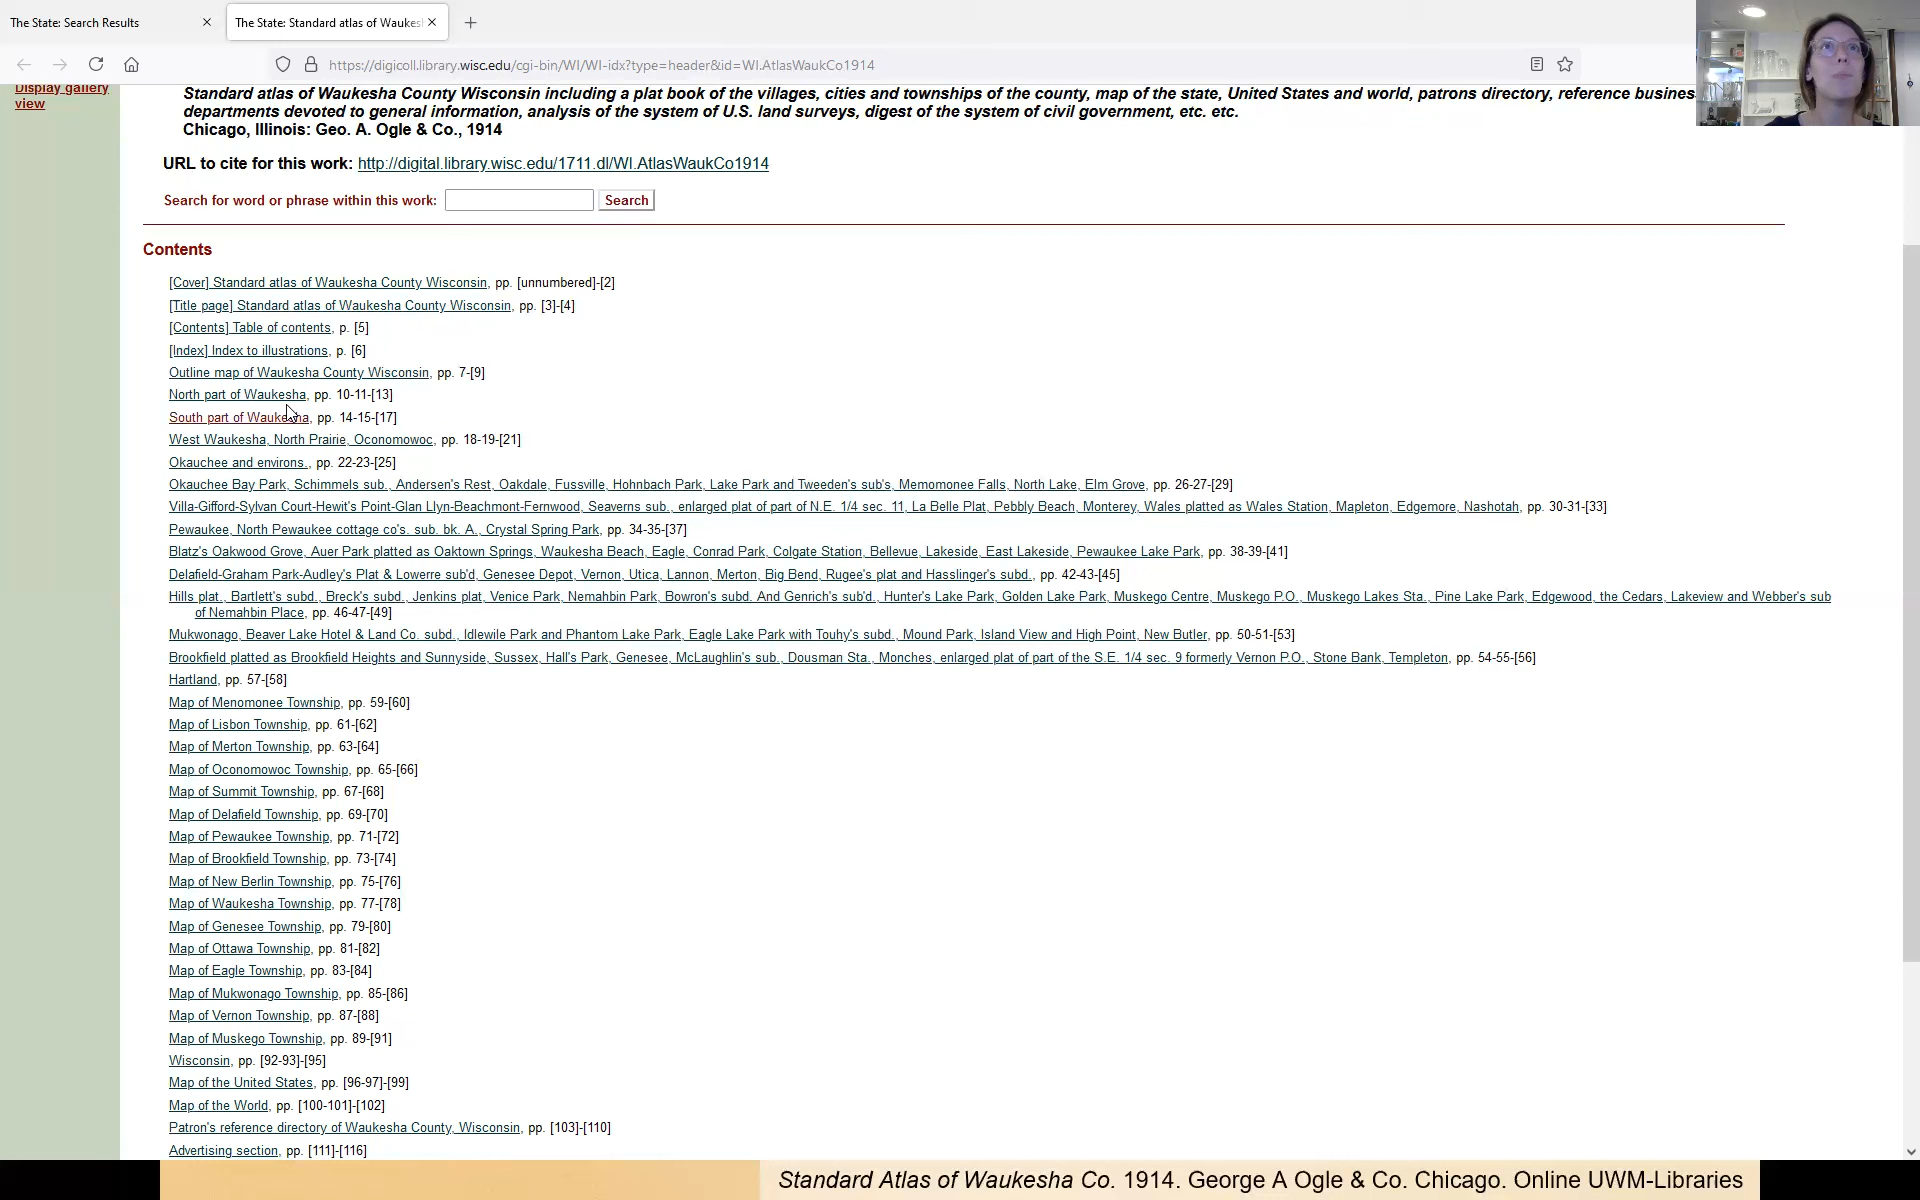 The State: Search Results
The State: Standard atlas of Waukes
https://digicoll.library.wisc.edu/cgi-bin/WI/WI-idx?type=header&id=WI.AtlasWaukCo1914
Display gallery
view
Standard atlas of Waukesha County Wisconsin including a plat book of the villages, cities and townships of the county, map of the state, United States and world, patrons directory, reference busines
departments devoted to general information, analysis of the system of U.S. land surveys, digest of the system of civil government, etc. etc.
Chicago, Illinois: Geo. A. Ogle & Co., 1914
URL to cite for this work: http://digital.library.wisc.edu/1711.dl/WI.AtlasWaukCo1914
Search for word or phrase within this work: Search
Contents
[Cover] Standard atlas of Waukesha County Wisconsin, pp. [unnumbered]-[2]
[Title page] Standard atlas of Waukesha County Wisconsin, pp. [3]-[4]
[Contents] Table of contents, p. [5]
[Index] Index to illustrations, p. [6]
Outline map of Waukesha County Wisconsin, pp. 7-[9]
North part of Waukesha, pp. 10-11-[13]
South part of Waukesha, pp. 14-15-[17]
West Waukesha, North Prairie, Oconomowoc, pp. 18-19-[21]
Okauchee and environs., pp. 22-23-[25]
Okauchee Bay Park, Schimmels sub., Andersen's Rest, Oakdale, Fussville, Hohnbach Park, Lake Park and Tweeden's sub's, Memomonee Falls, North Lake, Elm Grove, pp. 26-27-[29]
Villa-Gifford-Sylvan Court-Hewit's Point-Glan Llyn-Beachmont-Fernwood, Seaverns sub., enlarged plat of part of N.E. 1/4 sec. 11, La Belle Plat, Pebbly Beach, Monterey, Wales platted as Wales Station, Mapleton, Edgemore, Nashotah, pp. 30-31-[33]
Pewaukee, North Pewaukee cottage co's. sub. bk. A., Crystal Spring Park, pp. 34-35-[37]
Blatz's Oakwood Grove, Auer Park platted as Oaktown Springs, Waukesha Beach, Eagle, Conrad Park, Colgate Station, Bellevue, Lakeside, East Lakeside, Pewaukee Lake Park, pp. 38-39-[41]
Delafield-Graham Park-Audley's Plat & Lowerre sub'd, Genesee Depot, Vernon, Utica, Lannon, Merton, Big Bend, Rugee's plat and Hasslinger's subd., pp. 42-43-[45]
Hills plat., Bartlett's subd., Breck's subd., Jenkins plat, Venice Park, Nemahbin Park, Bowron's subd. And Genrich's sub'd., Hunter's Lake Park, Golden Lake Park, Muskego Centre, Muskego P.O., Muskego Lakes Sta., Pine Lake Park, Edgewood, the Cedars, Lakeview and Webber's sub
of Nemahbin Place, pp. 46-47-[49]
Mukwonago, Beaver Lake Hotel & Land Co. subd., Idlewile Park and Phantom Lake Park, Eagle Lake Park with Touhy's subd., Mound Park, Island View and High Point, New Butler, pp. 50-51-[53]
Brookfield platted as Brookfield Heights and Sunnyside, Sussex, Hall's Park, Genesee, McLaughlin's sub., Dousman Sta., Monches, enlarged plat of part of the S.E. 1/4 sec. 9 formerly Vernon P.O., Stone Bank, Templeton, pp. 54-55-[56]
Hartland, pp. 57-[58]
Map of Menomonee Township, pp. 59-[60]
Map of Lisbon Township, pp. 61-[62]
Map of Merton Township, pp. 63-[64]
Map of Oconomowoc Township, pp. 65-[66]
Map of Summit Township, pp. 67-[68]
Map of Delafield Township, pp. 69-[70]
Map of Pewaukee Township, pp. 71-[72]
Map of Brookfield Township, pp. 73-[74]
Map of New Berlin Township, pp. 75-[76]
Map of Waukesha Township, pp. 77-[78]
Map of Genesee Township, pp. 79-[80]
Map of Ottawa Township, pp. 81-[82]
Map of Eagle Township, pp. 83-[84]
Map of Mukwonago Township, pp. 85-[86]
Map of Vernon Township, pp. 87-[88]
Map of Muskego Township, pp. 89-[91]
Wisconsin, pp. [92-93]-[95]
Map of the United States, pp. [96-97]-[99]
Map of the World, pp. [100-101]-[102]
Patron's reference directory of Waukesha County, Wisconsin, pp. [103]-[110]
Advertising section, pp. [111]-[116]
Standard Atlas of Waukesha Co. 1914. George A Ogle & Co. Chicago. Online UWM-Libraries